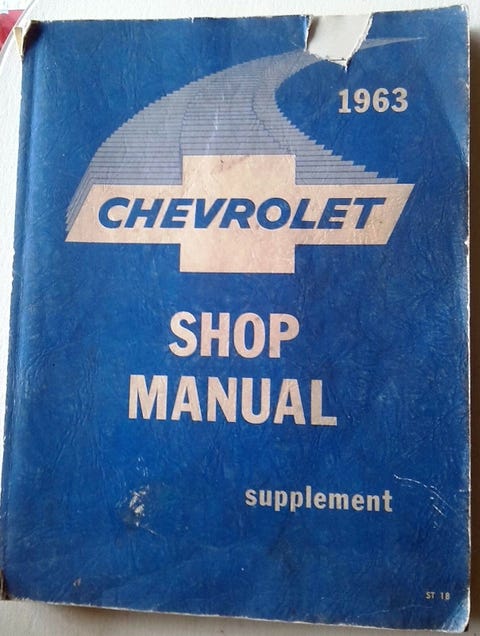 1963
CHEVROLET
SHOP
MANUAL
supplement
ST 18